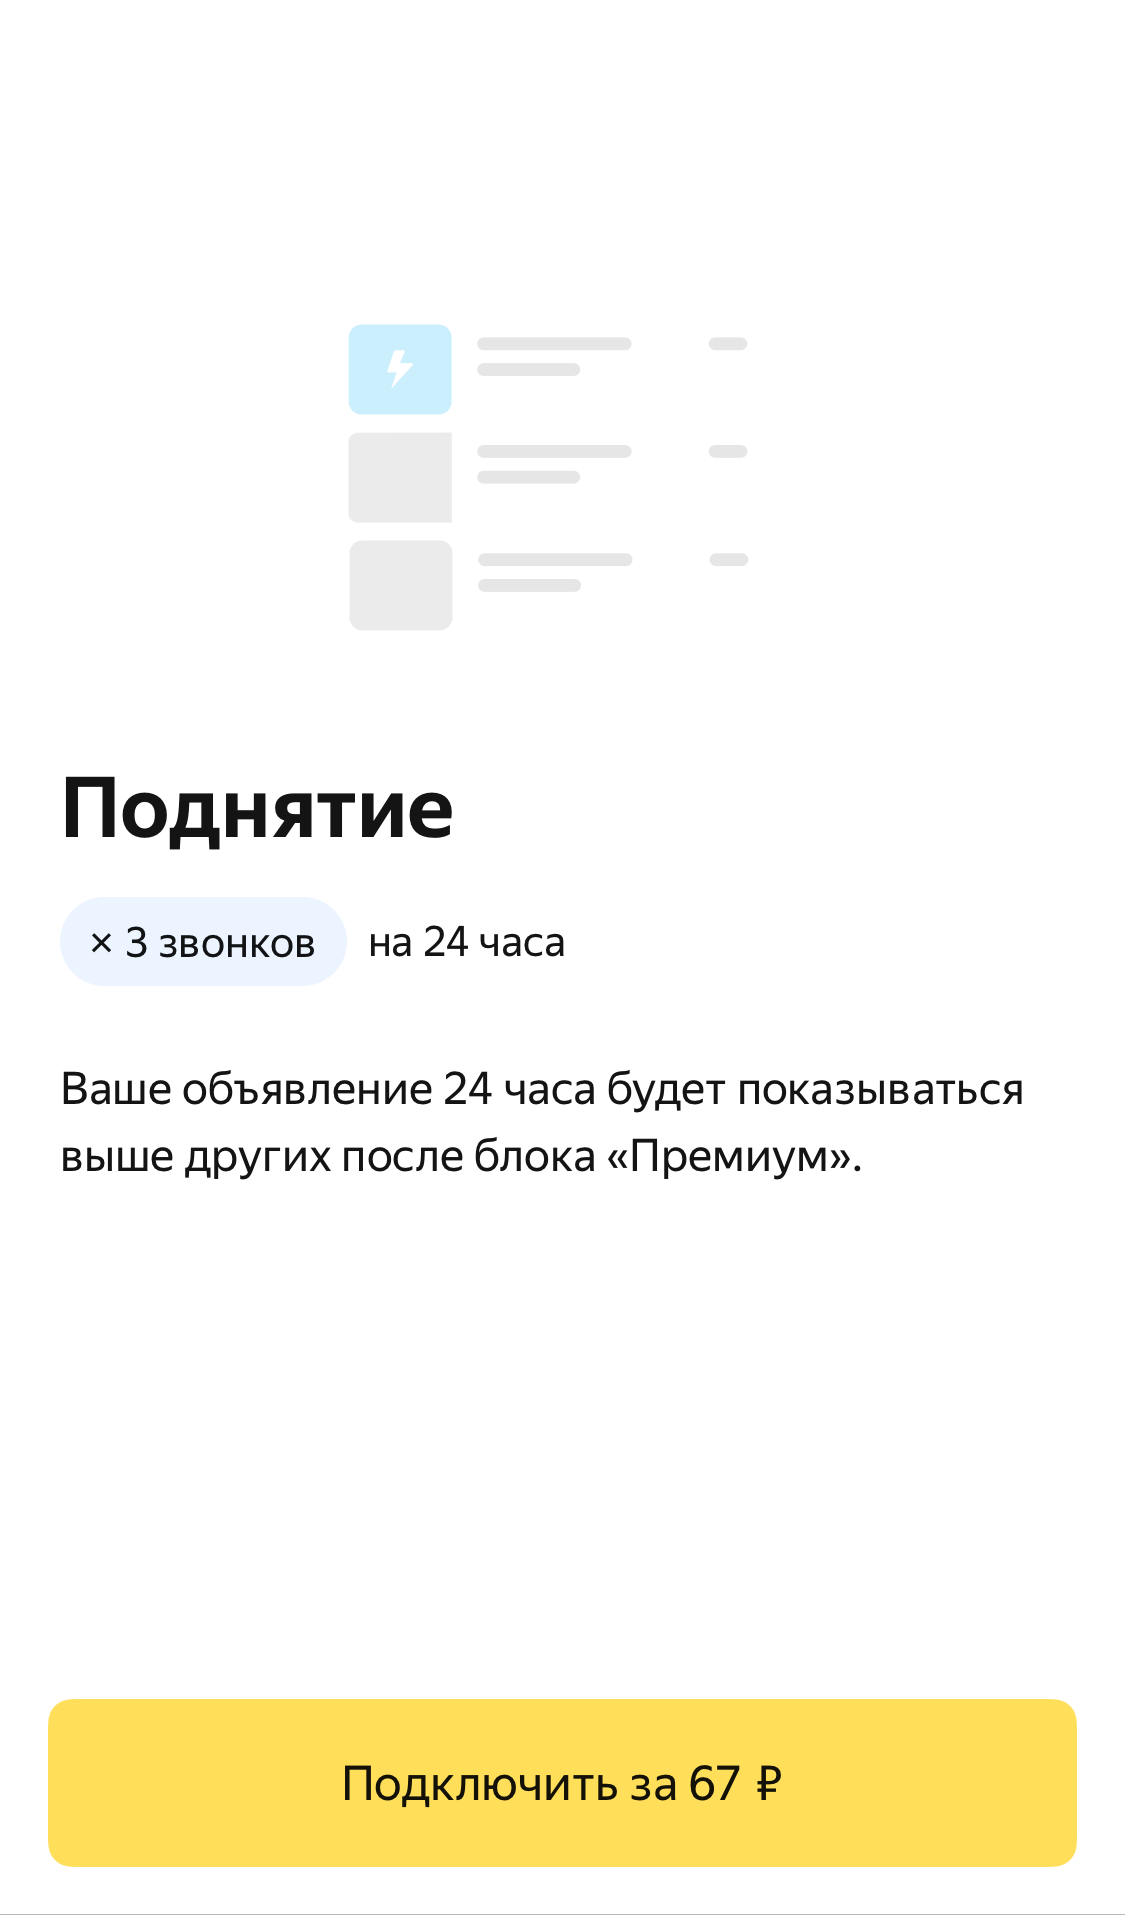 Поднятие
× 3 звонков на 24 часа
Ваше объявление 24 часа будет показываться
выше других после блока «Премиум».
Подключить за 67 ₽